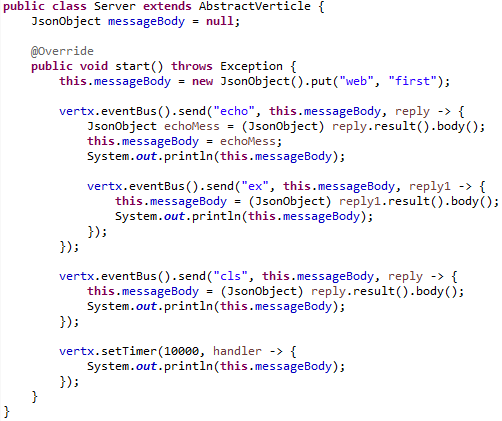 public class Server extends AbstractVerticle {
    JsonObject messageBody = null;

    @Override
    public void start() throws Exception {
        this.messageBody = new JsonObject().put("web", "first");

        vertx.eventBus().send("echo", this.messageBody, reply -> {
            JsonObject echoMess = (JsonObject) reply.result().body();
            this.messageBody = echoMess;
            System.out.println(this.messageBody);

            vertx.eventBus().send("ex", this.messageBody, reply1 -> {
                this.messageBody = (JsonObject) reply1.result().body();
                System.out.println(this.messageBody);
            });
        });

        vertx.eventBus().send("cls", this.messageBody, reply -> {
            this.messageBody = (JsonObject) reply.result().body();
            System.out.println(this.messageBody);
        });

        vertx.setTimer(10000, handler -> {
            System.out.println(this.messageBody);
        });
    }
}